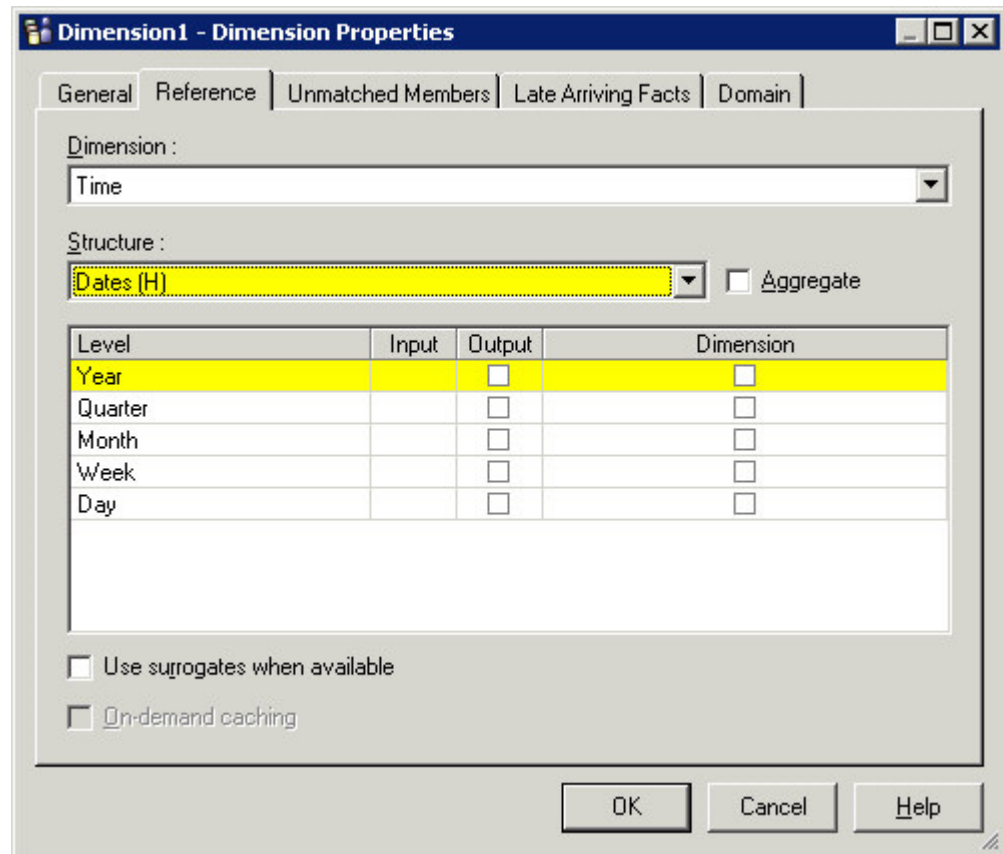 Dimension1 - Dimension Properties
General Reference Unmatched Members Late Arriving Facts Domain
Dimension :
Time
Structure :
Dates (H)
Aggregate
Level Input Output Dimension
Year
Quarter
Month
Week
Day
Use surrogates when available
On-demand caching
OK Cancel Help